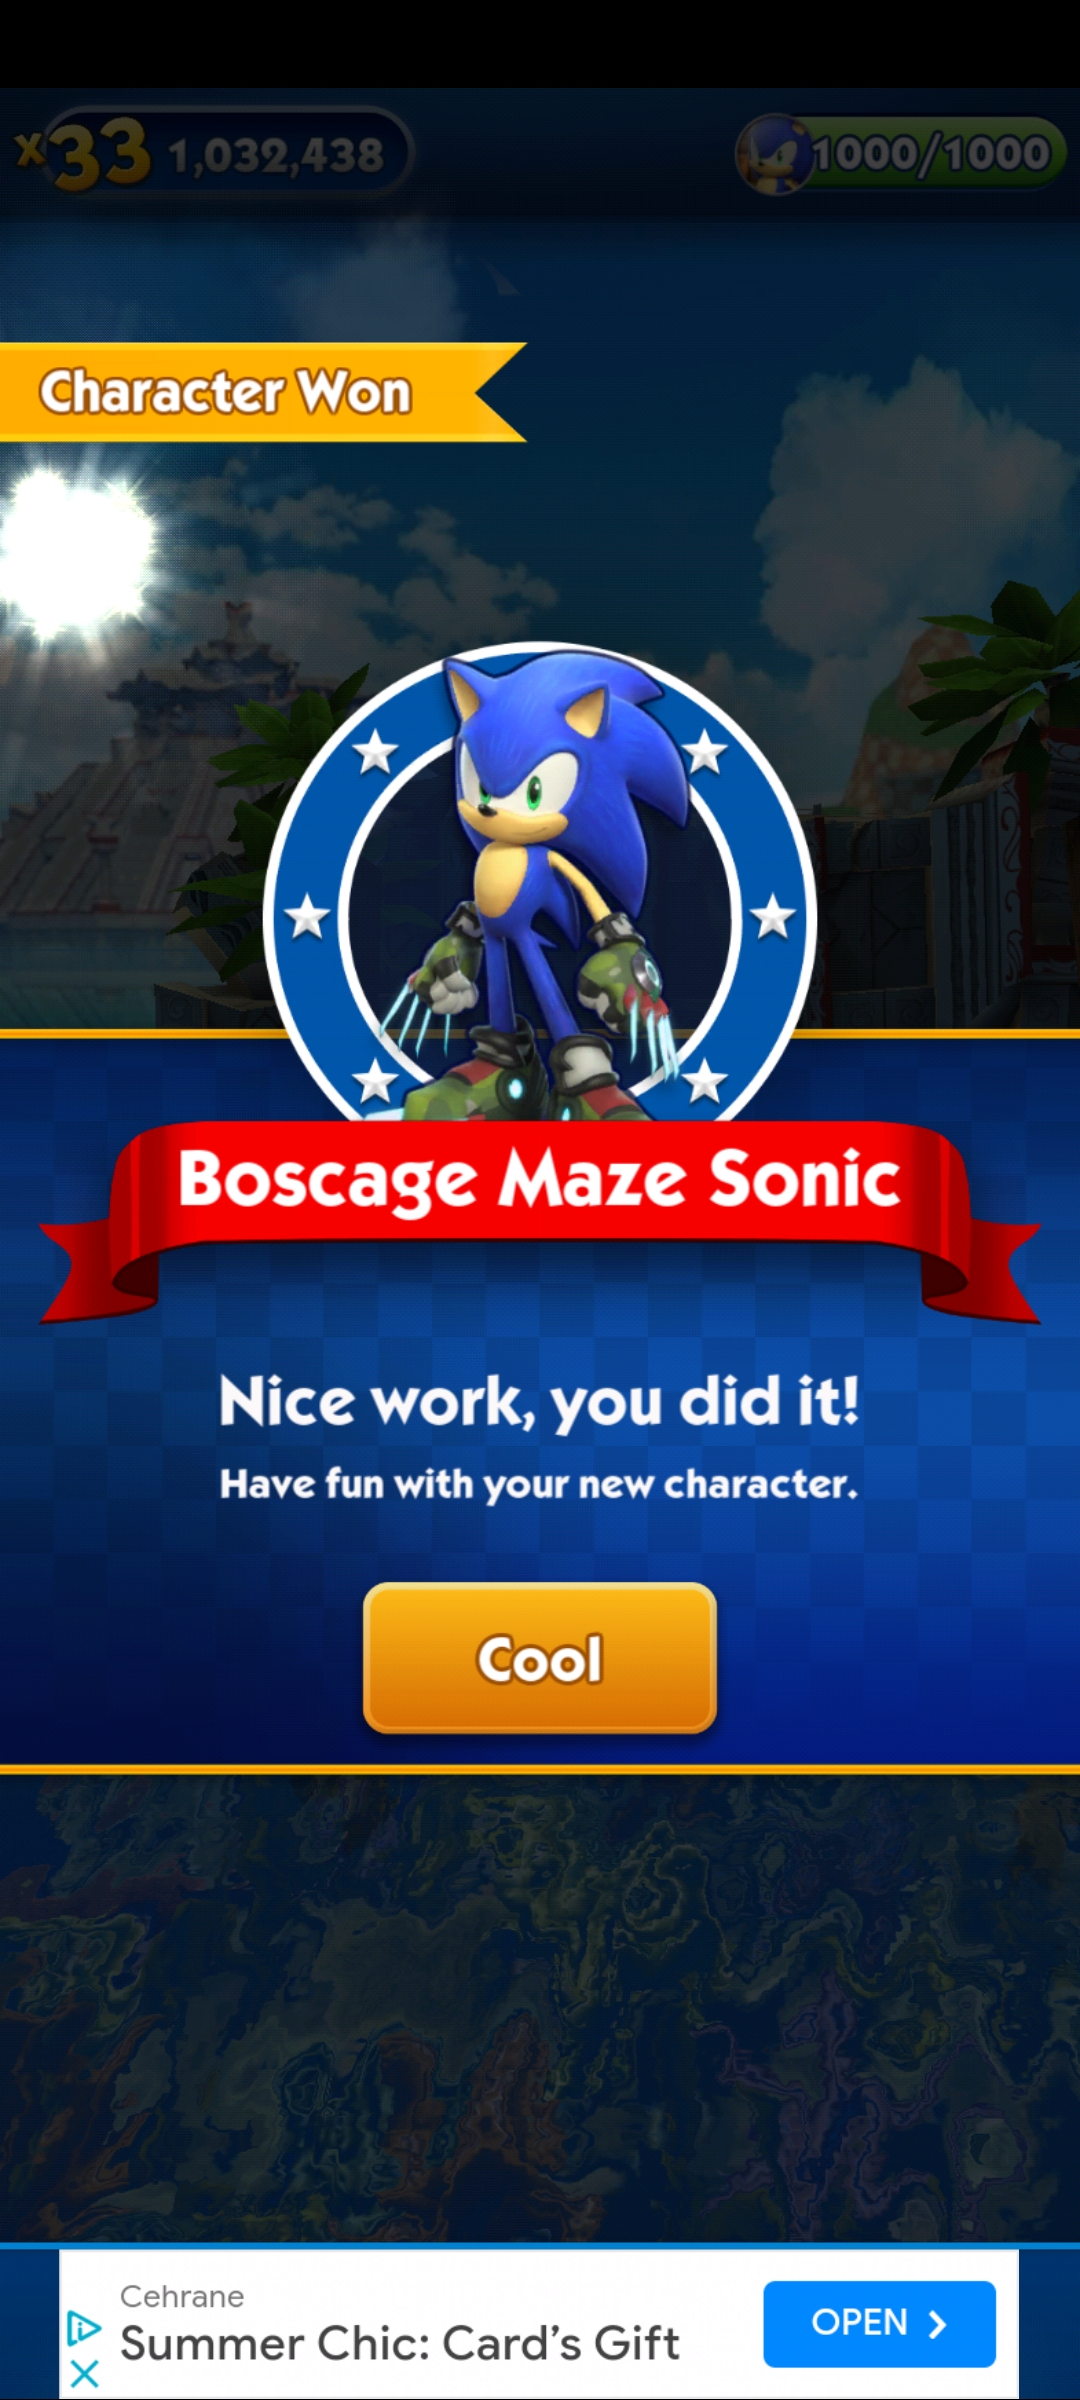 x33 1,032,438
1000/1000
Character Won
Boscage Maze Sonic
Nice work, you did it!
Have fun with your new character.
Cool
Cehrane
Summer Chic: Card's Gift
OPEN